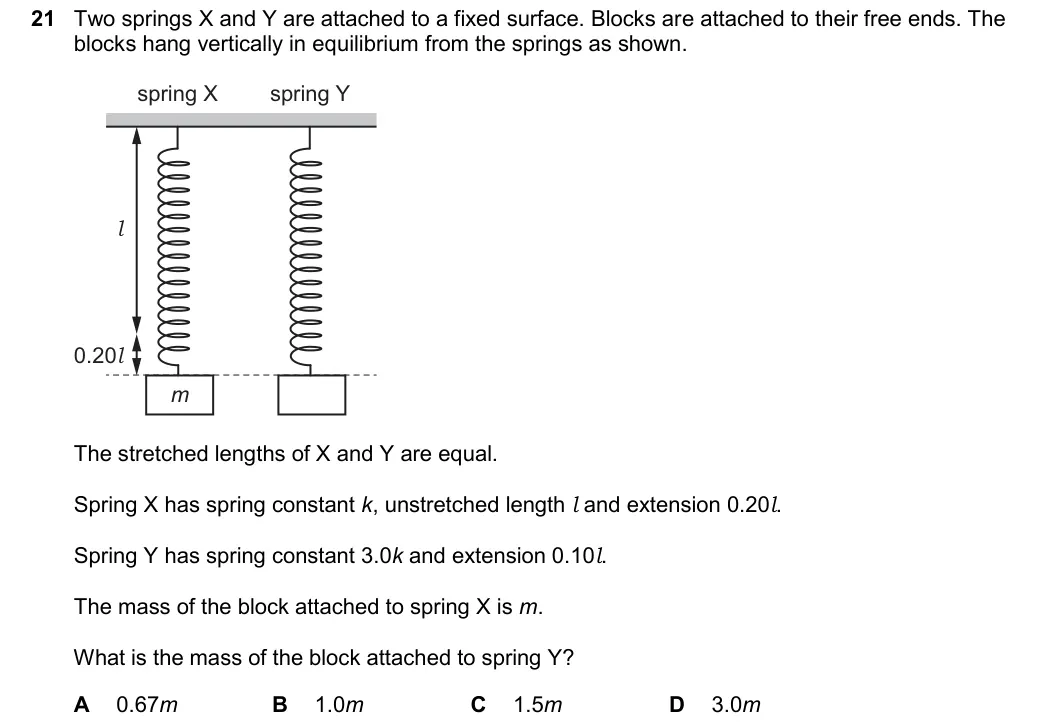 21 Two springs X and Y are attached to a fixed surface. Blocks are attached to their free ends. The
blocks hang vertically in equilibrium from the springs as shown.
spring X spring Y
l
0.20l
m
The stretched lengths of X and Y are equal.
Spring X has spring constant k, unstretched length l and extension 0.20l.
Spring Y has spring constant 3.0k and extension 0.10l.
The mass of the block attached to spring X is m.
What is the mass of the block attached to spring Y?
A 0.67m B 1.0m C 1.5m D 3.0m